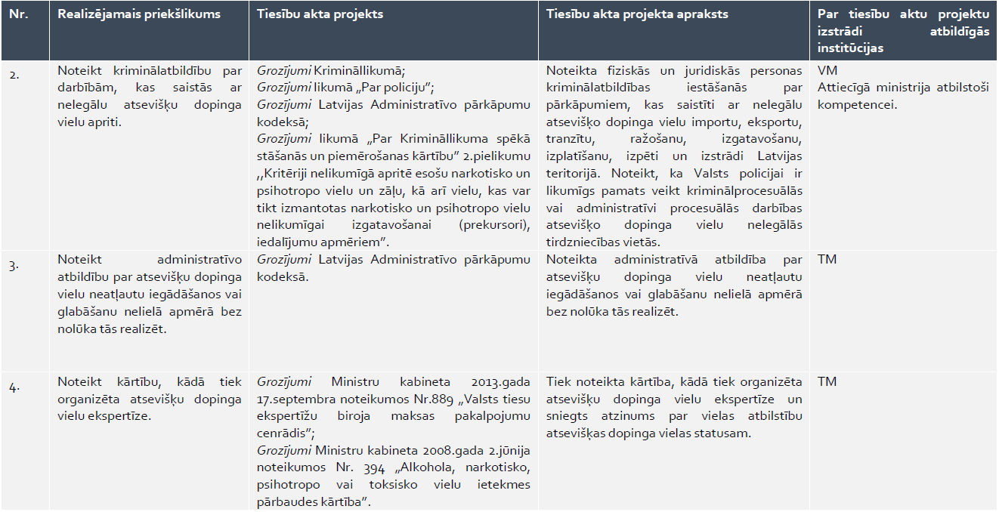 Nr.
Realizējamais priekšlikums
Tiesību akta projekts
Tiesību akta projekta apraksts
Par tiesību aktu projektu
izstrādi atbildīgās
institūcijas
2.
Noteikt kriminālatbildību par
darbībām, kas saistās ar
nelegālu atsevišķu dopinga
vielu apriti.
Grozījumi Krimināllikumā;
Grozījumi likumā „Par policiju";
Grozījumi Latvijas Administratīvo pārkāpumu
kodeksā;
Grozījumi likumā „Par Krimināllikuma spēkā
stāšanās un piemērošanas kārtību" 2.pielikumu
,,Kritēriji nelikumīgā apritē esošu narkotisko un
psihotropo vielu un zāļu, kā arī vielu, kas var
tikt izmantotas narkotisko un psihotropo vielu
nelikumīgai izgatavošanai (prekursori),
iedalījumu apmēriem".
Noteikta fiziskās un juridiskās personas
kriminālatbildības iestāšanās par
pārkāpumiem, kas saistīti ar nelegālu
atsevišķo dopinga vielu importu, eksportu,
tranzītu, ražošanu, izgatavošanu,
izplatīšanu, izpēti un izstrādi Latvijas
teritorijā. Noteikt, ka Valsts policijai ir
likumīgs pamats veikt kriminālprocesuālās
vai administratīvi procesuālās darbības
atsevišķo dopinga vielu nelegālās
tirdzniecības vietās.
VM
Attiecīgā ministrija atbilstoši
kompetencei.
3.
Noteikt administratīvo
atbildību par atsevišķu dopinga
vielu neatļautu iegādāšanos vai
glabāšanu nelielā apmērā bez
nolūka tās realizēt.
Grozījumi Latvijas Administratīvo pārkāpumu
kodeksā.
Noteikta administratīvā atbildība par
atsevišķu dopinga vielu neatļautu
iegādāšanos vai glabāšanu nelielā apmērā
bez nolūka tās realizēt.
TM
4.
Noteikt kārtību, kādā tiek
organizēta atsevišķu dopinga
vielu ekspertīze.
Grozījumi Ministru kabineta 2013.gada
17.septembra noteikumos Nr.889 „Valsts tiesu
ekspertīžu biroja maksas pakalpojumu
cenrādis";
Grozījumi Ministru kabineta 2008.gada 2.jūnija
noteikumos Nr. 394 „Alkohola, narkotisko,
psihotropo vai toksisko vielu ietekmes
pārbaudes kārtība".
Tiek noteikta kārtība, kādā tiek organizēta
atsevišķu dopinga vielu ekspertīze un
sniegts atzinums par vielas atbilstību
atsevišķas dopinga vielas statusam.
TM